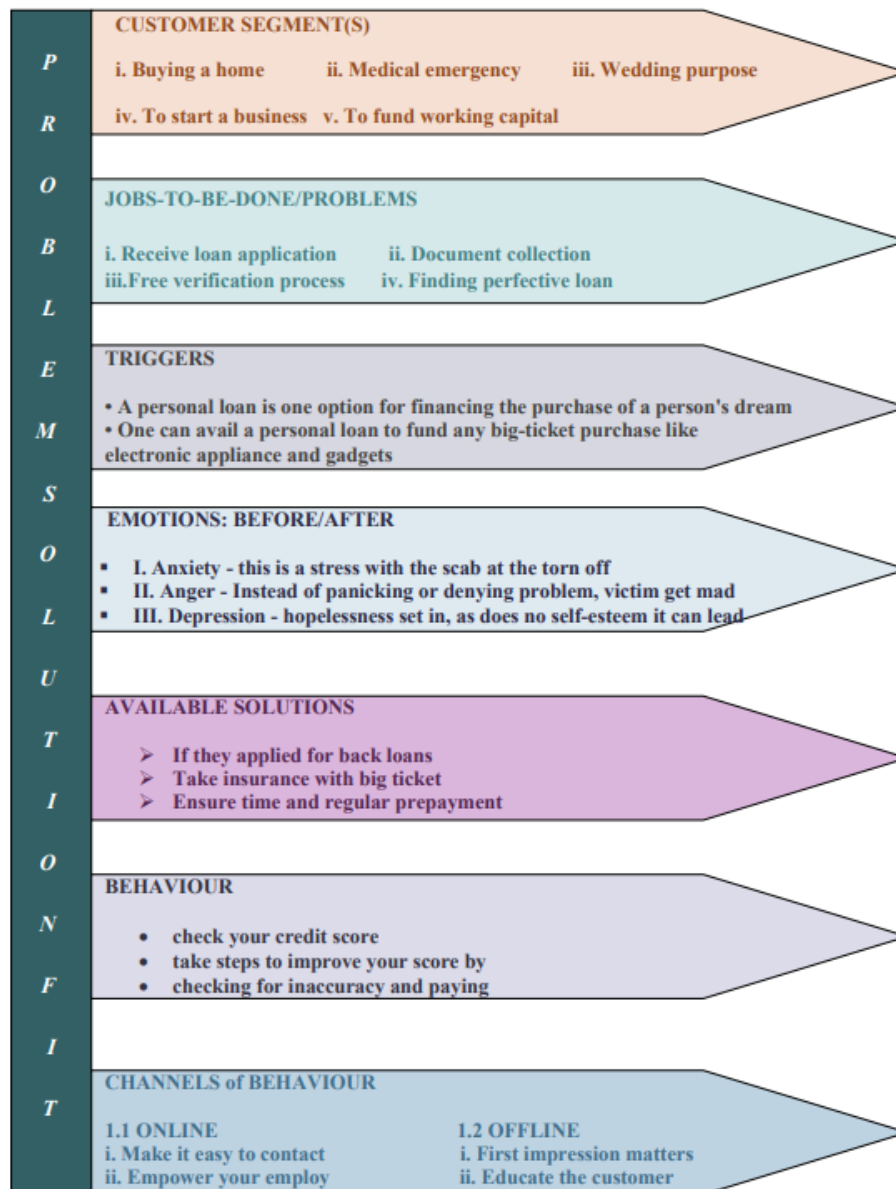 PROBLEMSOLUTIONFIT
CUSTOMER SEGMENT(S)
i. Buying a home ii. Medical emergency iii. Wedding purpose
iv. To start a business v. To fund working capital
JOBS-TO-BE-DONE/PROBLEMS
i. Receive loan application ii. Document collection
iii.Free verification process iv. Finding perfective loan
TRIGGERS
• A personal loan is one option for financing the purchase of a person's dream
• One can avail a personal loan to fund any big-ticket purchase like
electronic appliance and gadgets
EMOTIONS: BEFORE/AFTER
▪ I. Anxiety - this is a stress with the scab at the torn off
▪ II. Anger - Instead of panicking or denying problem, victim get mad
▪ III. Depression - hopelessness set in, as does no self-esteem it can lead
AVAILABLE SOLUTIONS
➢ If they applied for back loans
➢ Take insurance with big ticket
➢ Ensure time and regular prepayment
BEHAVIOUR
• check your credit score
• take steps to improve your score by
• checking for inaccuracy and paying
CHANNELS of BEHAVIOUR
1.1 ONLINE 1.2 OFFLINE
i. Make it easy to contact i. First impression matters
ii. Empower your employ ii. Educate the customer